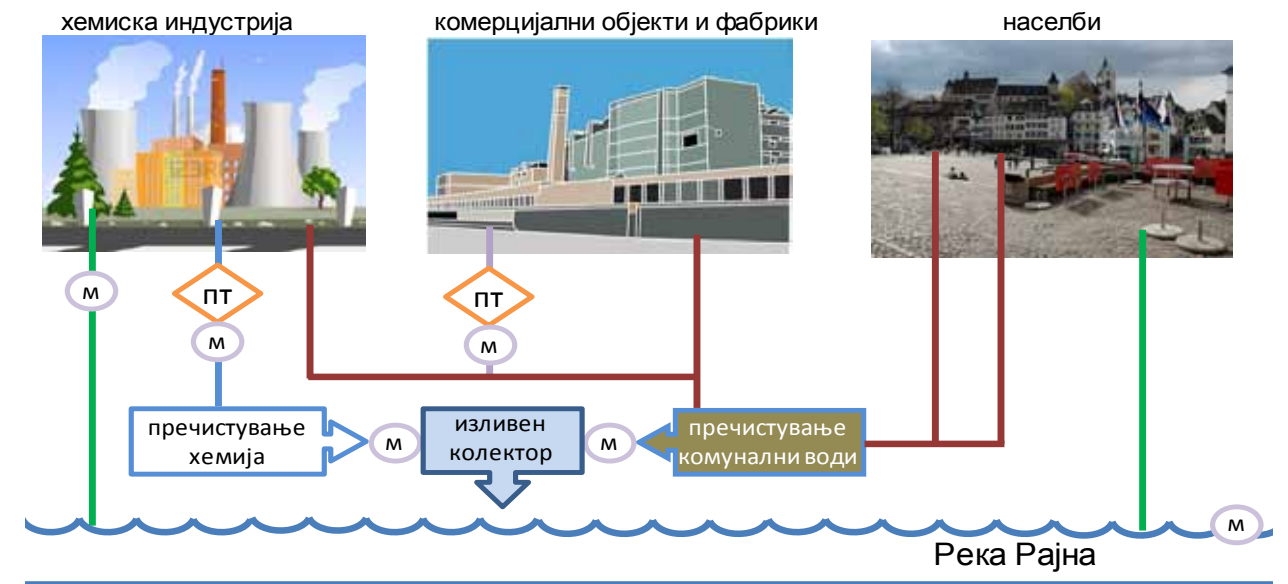 хемиска индустрија
комерцијални објекти и фабрики
населби
м
пт
пт
м
м
пречистување
хемија
м
изливен
колектор
м
пречистување
комунални води
м
Река Рајна